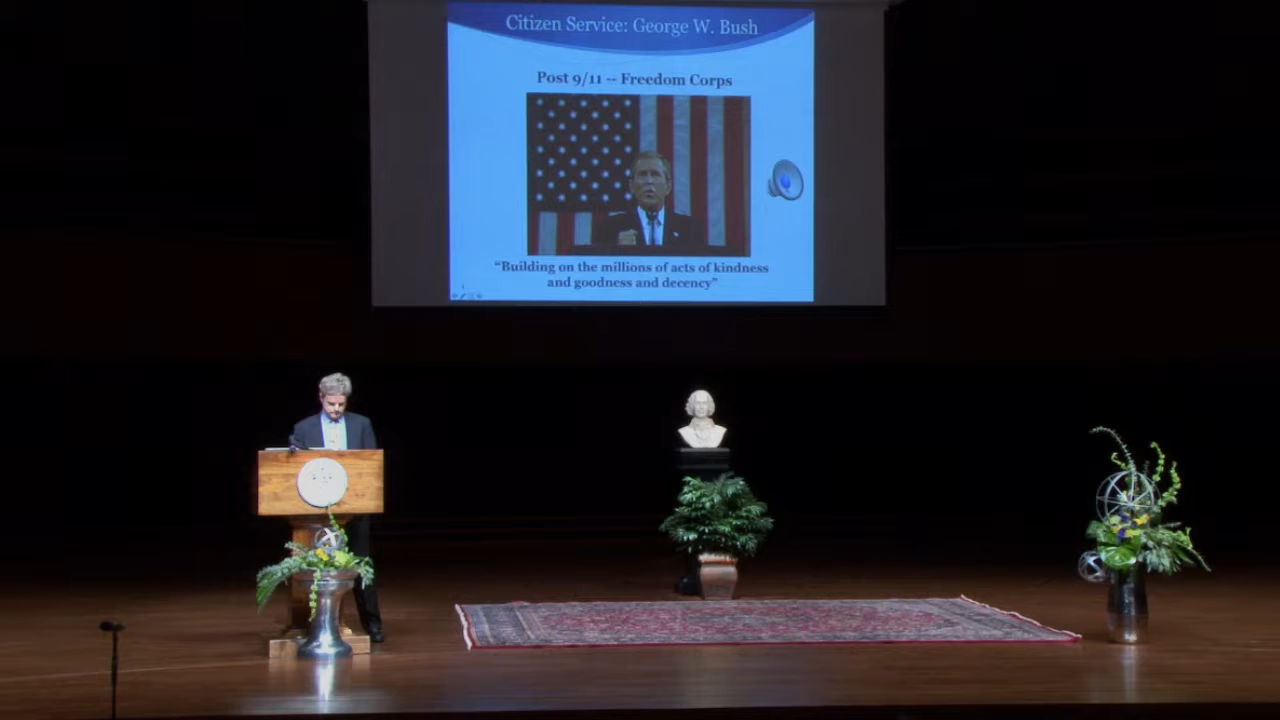 Citizen Service: George W. Bush
Post 9/11 -- Freedom Corps
“Building on the millions of acts of kindness
and goodness and decency”